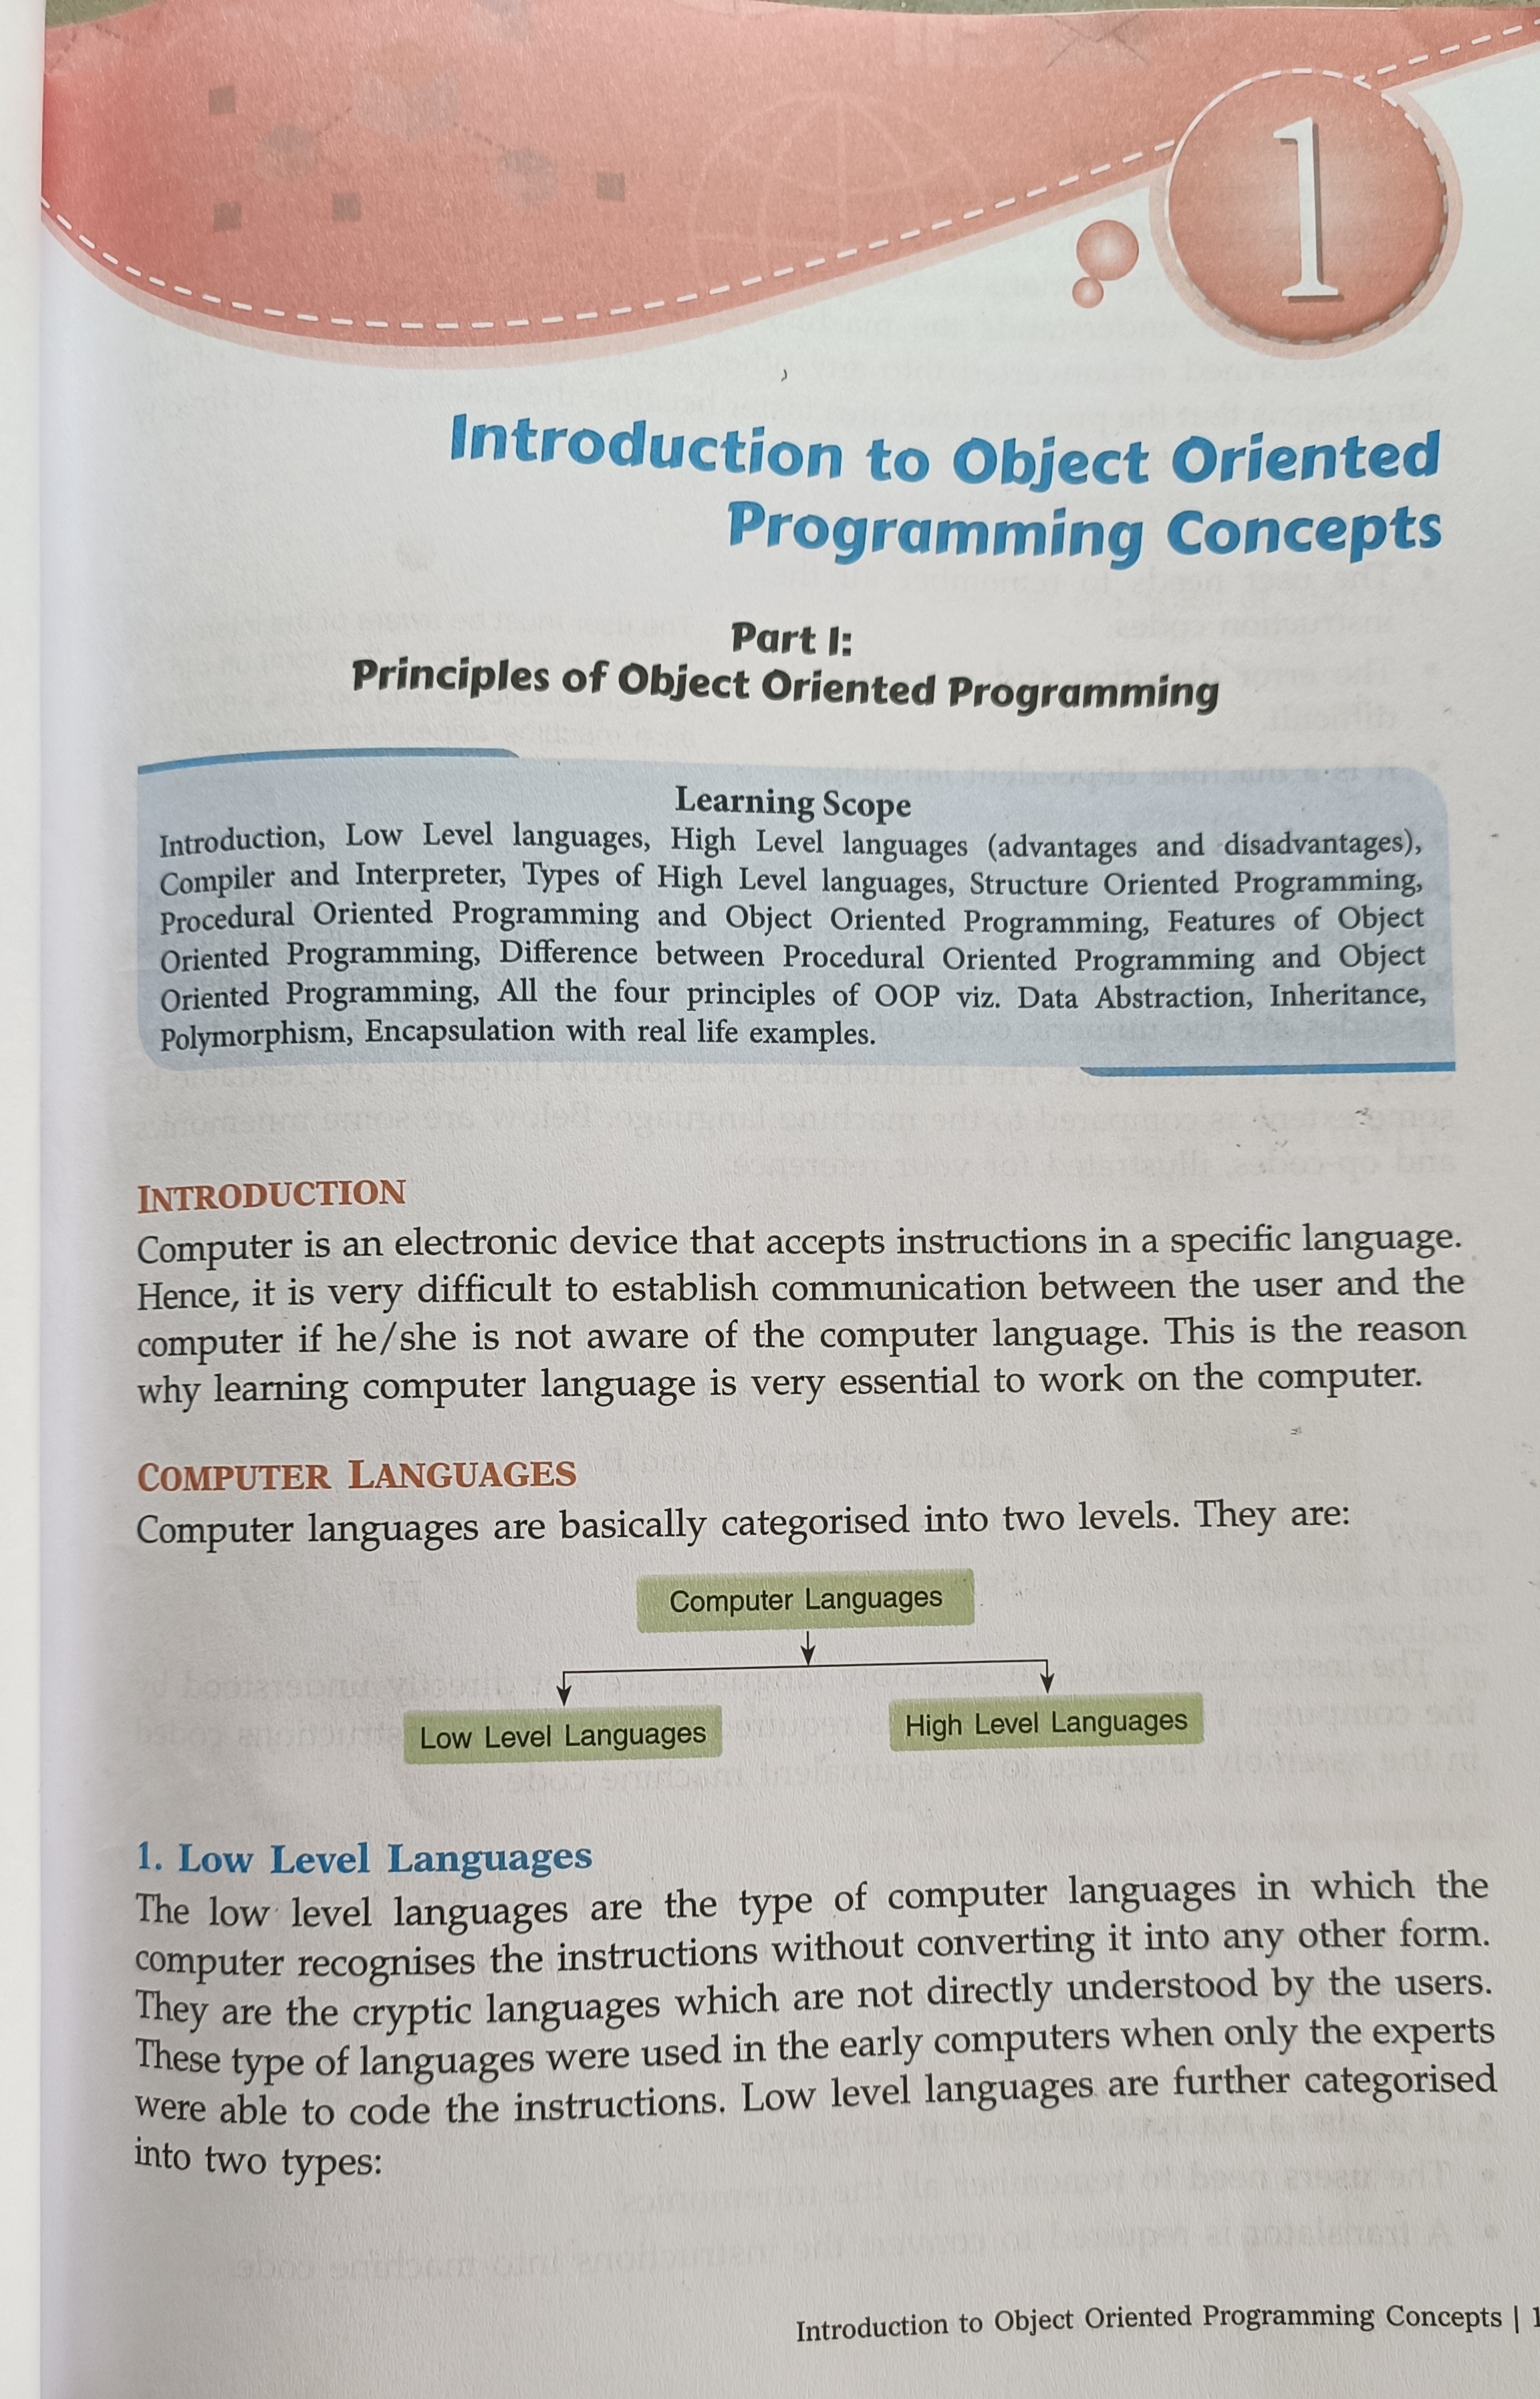 1
Introduction to Object Oriented
Programming Concepts
Part I:
Principles of Object Oriented Programming
Learning Scope
Introduction, Low Level languages, High Level languages (advantages and disadvantages),
Compiler and Interpreter, Types of High Level languages, Structure Oriented Programming,
Procedural Oriented Programming and Object Oriented Programming, Features of Object
Oriented Programming, Difference between Procedural Oriented Programming and Object
Oriented Programming, All the four principles of OOP viz. Data Abstraction, Inheritance,
Polymorphism, Encapsulation with real life examples.
INTRODUCTION
Computer is an electronic device that accepts instructions in a specific language.
Hence, it is very difficult to establish communication between the user and the
computer if he/she is not aware of the computer language. This is the reason
why learning computer language is very essential to work on the computer.
COMPUTER LANGUAGES
Computer languages are basically categorised into two levels. They are:
Computer Languages
Low Level Languages
High Level Languages
1. Low Level Languages
The low level languages are the type of computer languages in which the
computer recognises the instructions without converting it into any other form.
They are the cryptic languages which are not directly understood by the users.
These type of languages were used in the early computers when only the experts
were able to code the instructions. Low level languages are further categorised
into two types:
Introduction to Object Oriented Programming Concepts | 1